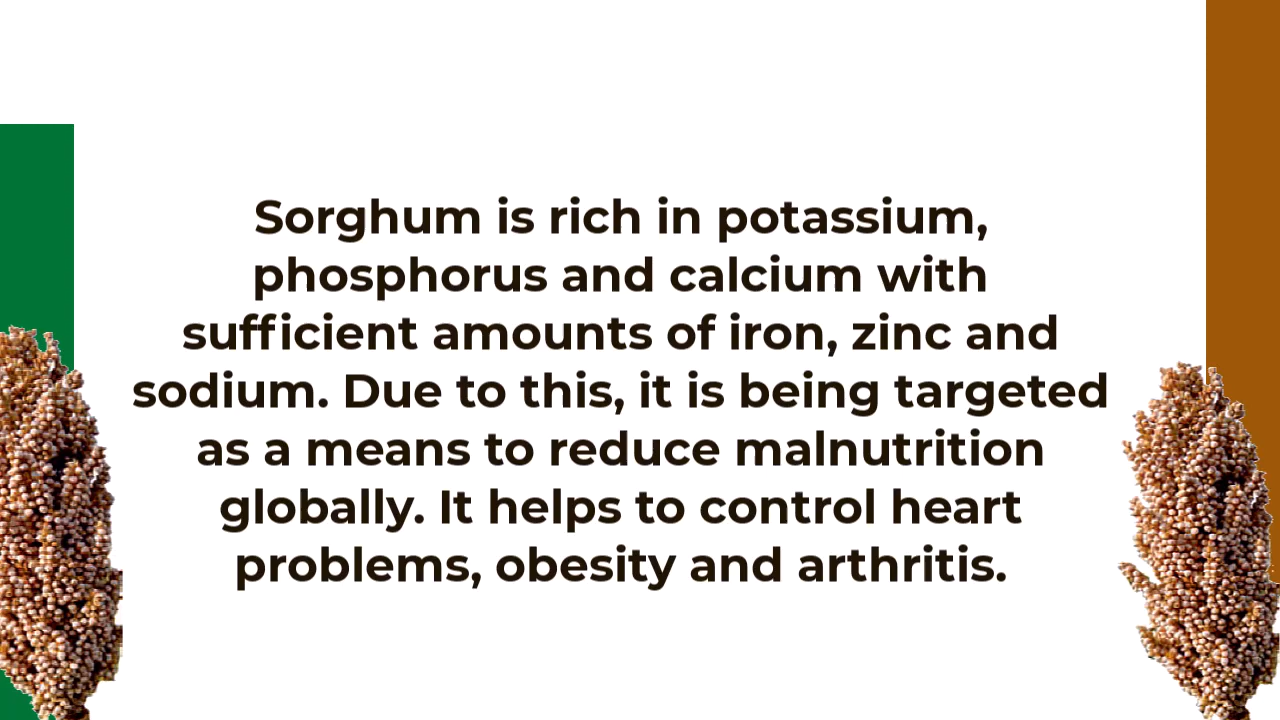 Sorghum is rich in potassium,
phosphorus and calcium with
sufficient amounts of iron, zinc and
sodium. Due to this, it is being targeted
as a means to reduce malnutrition
globally. It helps to control heart
problems, obesity and arthritis.